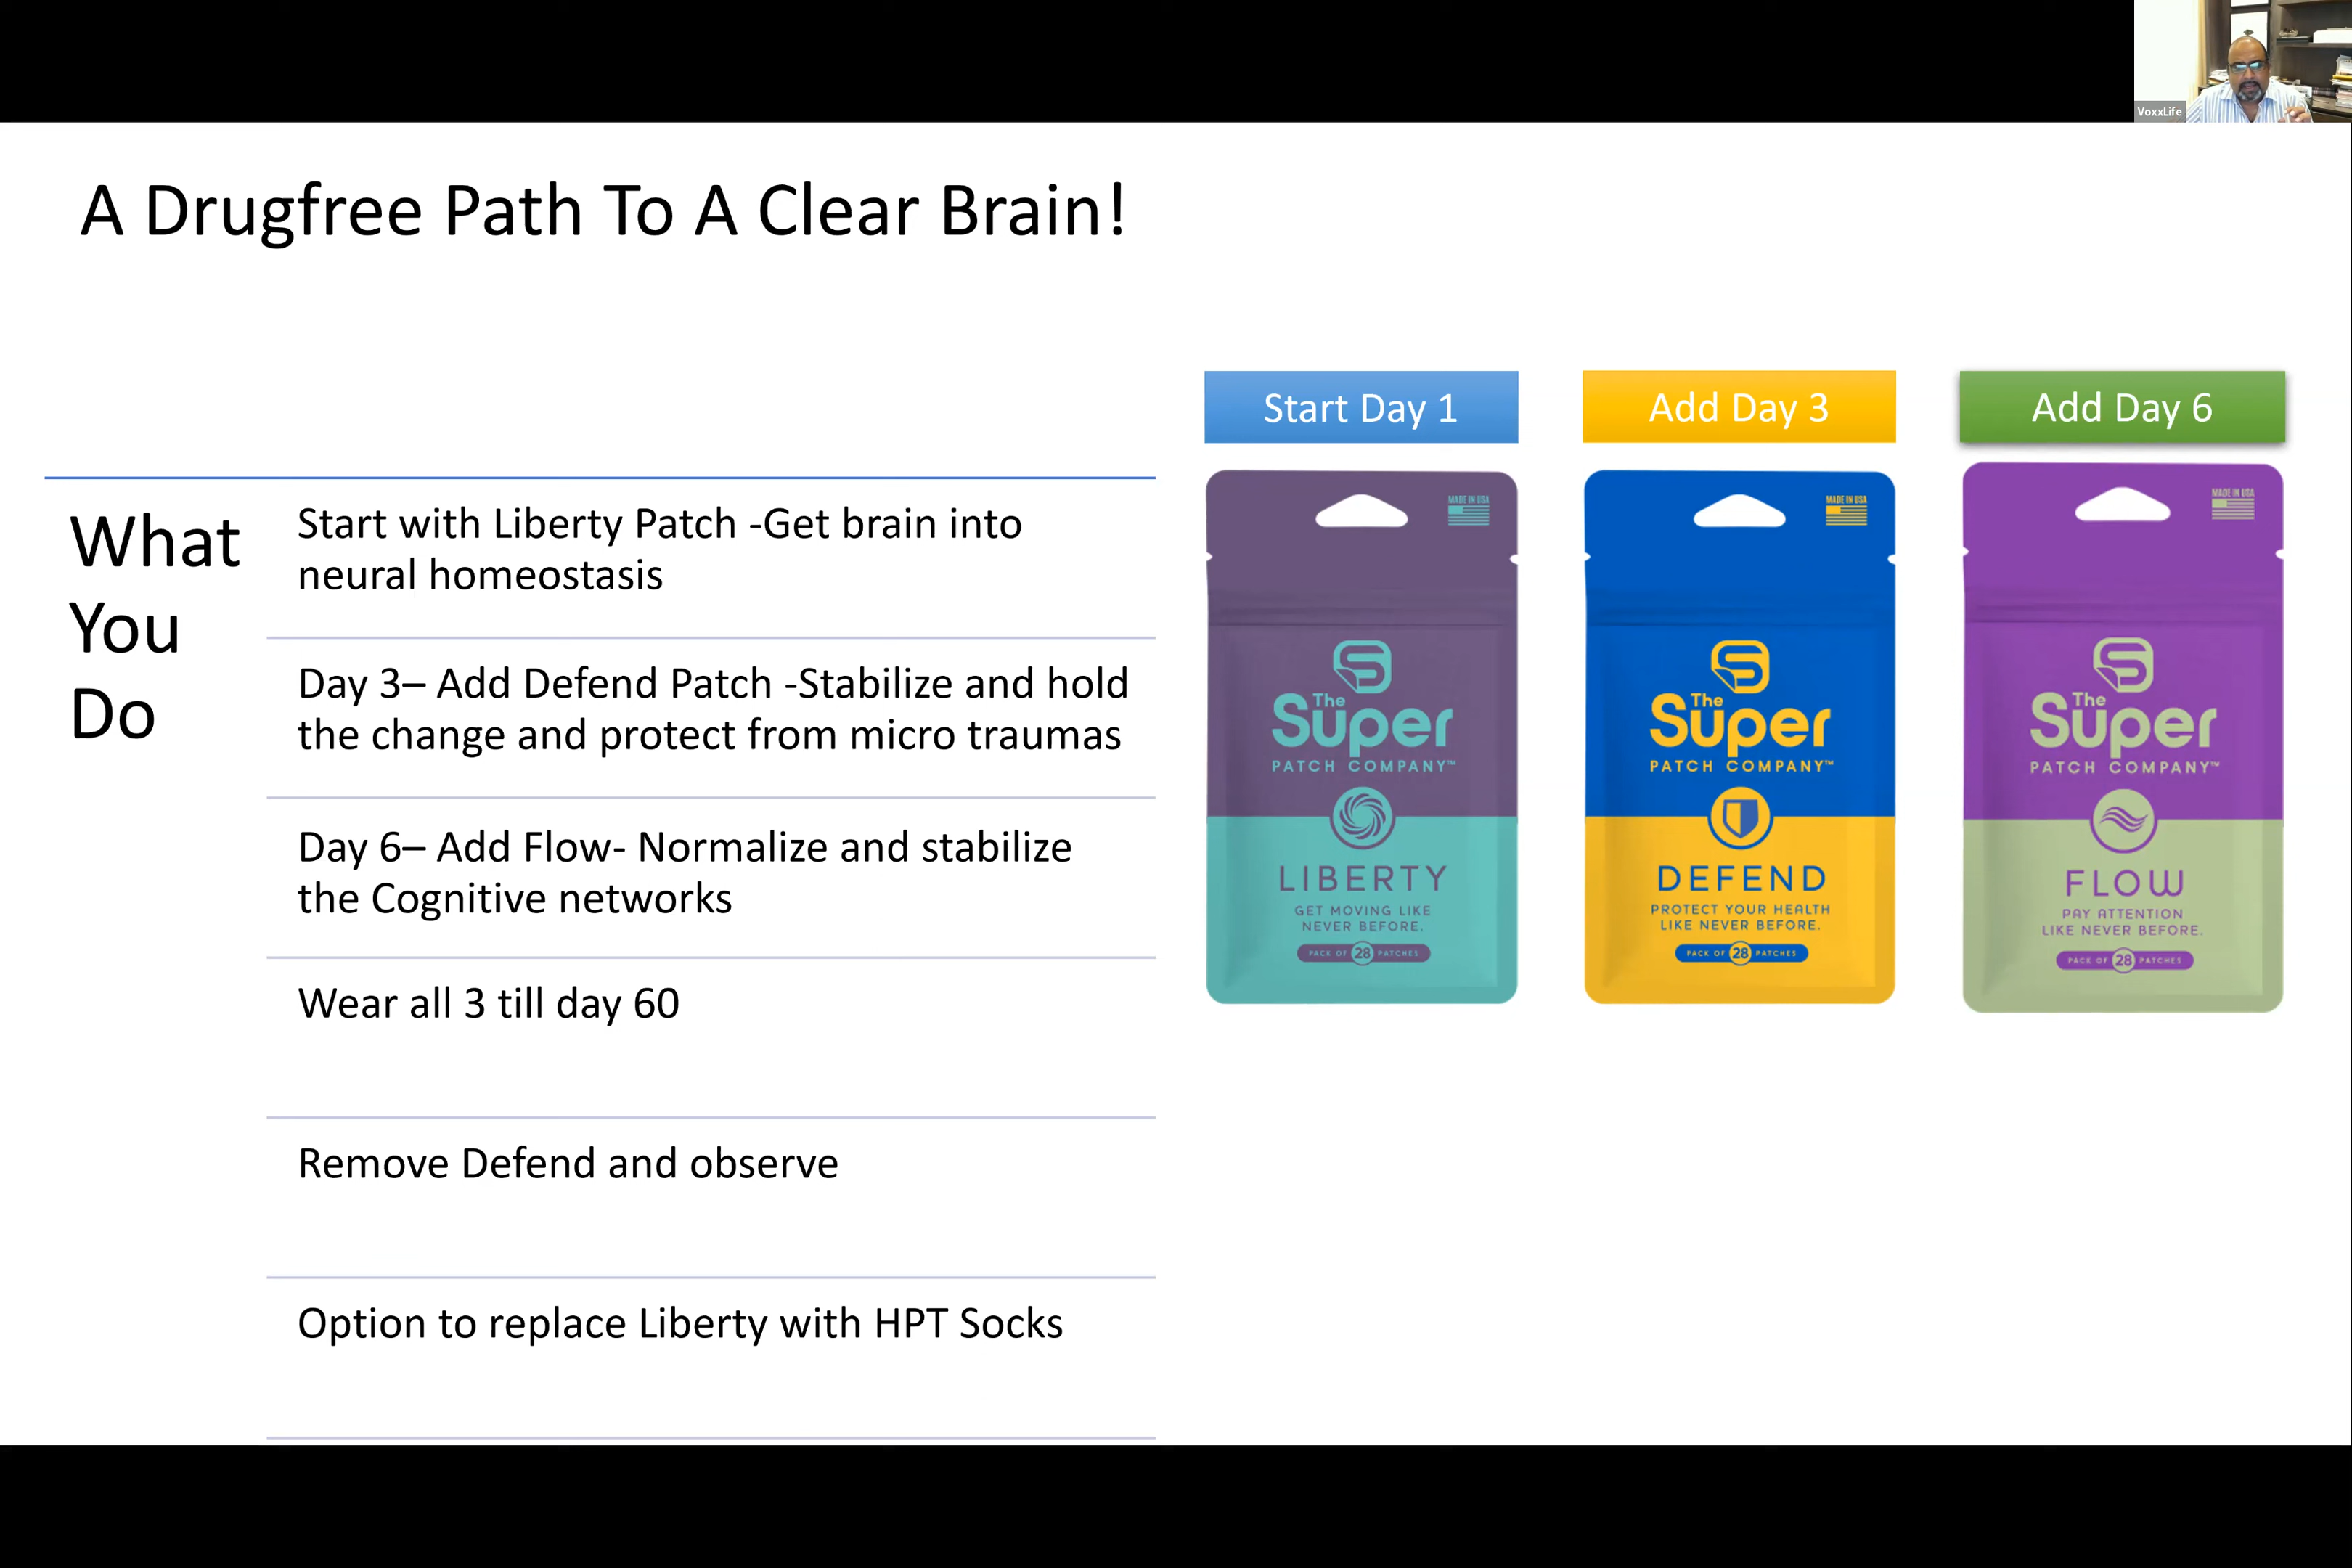 VoxxLife
A Drugfree Path To A Clear Brain!
Start Day 1
Add Day 3
Add Day 6
What
You
Do
Start with Liberty Patch -Get brain into
neural homeostasis
Day 3– Add Defend Patch -Stabilize and hold
the change and protect from micro traumas
Day 6– Add Flow- Normalize and stabilize
the Cognitive networks
Wear all 3 till day 60
Remove Defend and observe
Option to replace Liberty with HPT Socks
MADE IN USA
The
Super
PATCH COMPANY™
LIBERTY
GET MOVING LIKE
NEVER BEFORE.
PACK OF 28 PATCHES
MADE IN USA
The
Super
PATCH COMPANY™
DEFEND
PROTECT YOUR HEALTH
LIKE NEVER BEFORE.
PACK OF 28 PATCHES
MADE IN USA
The
Super
PATCH COMPANY™
FLOW
PAY ATTENTION
LIKE NEVER BEFORE.
PACK OF 28 PATCHES